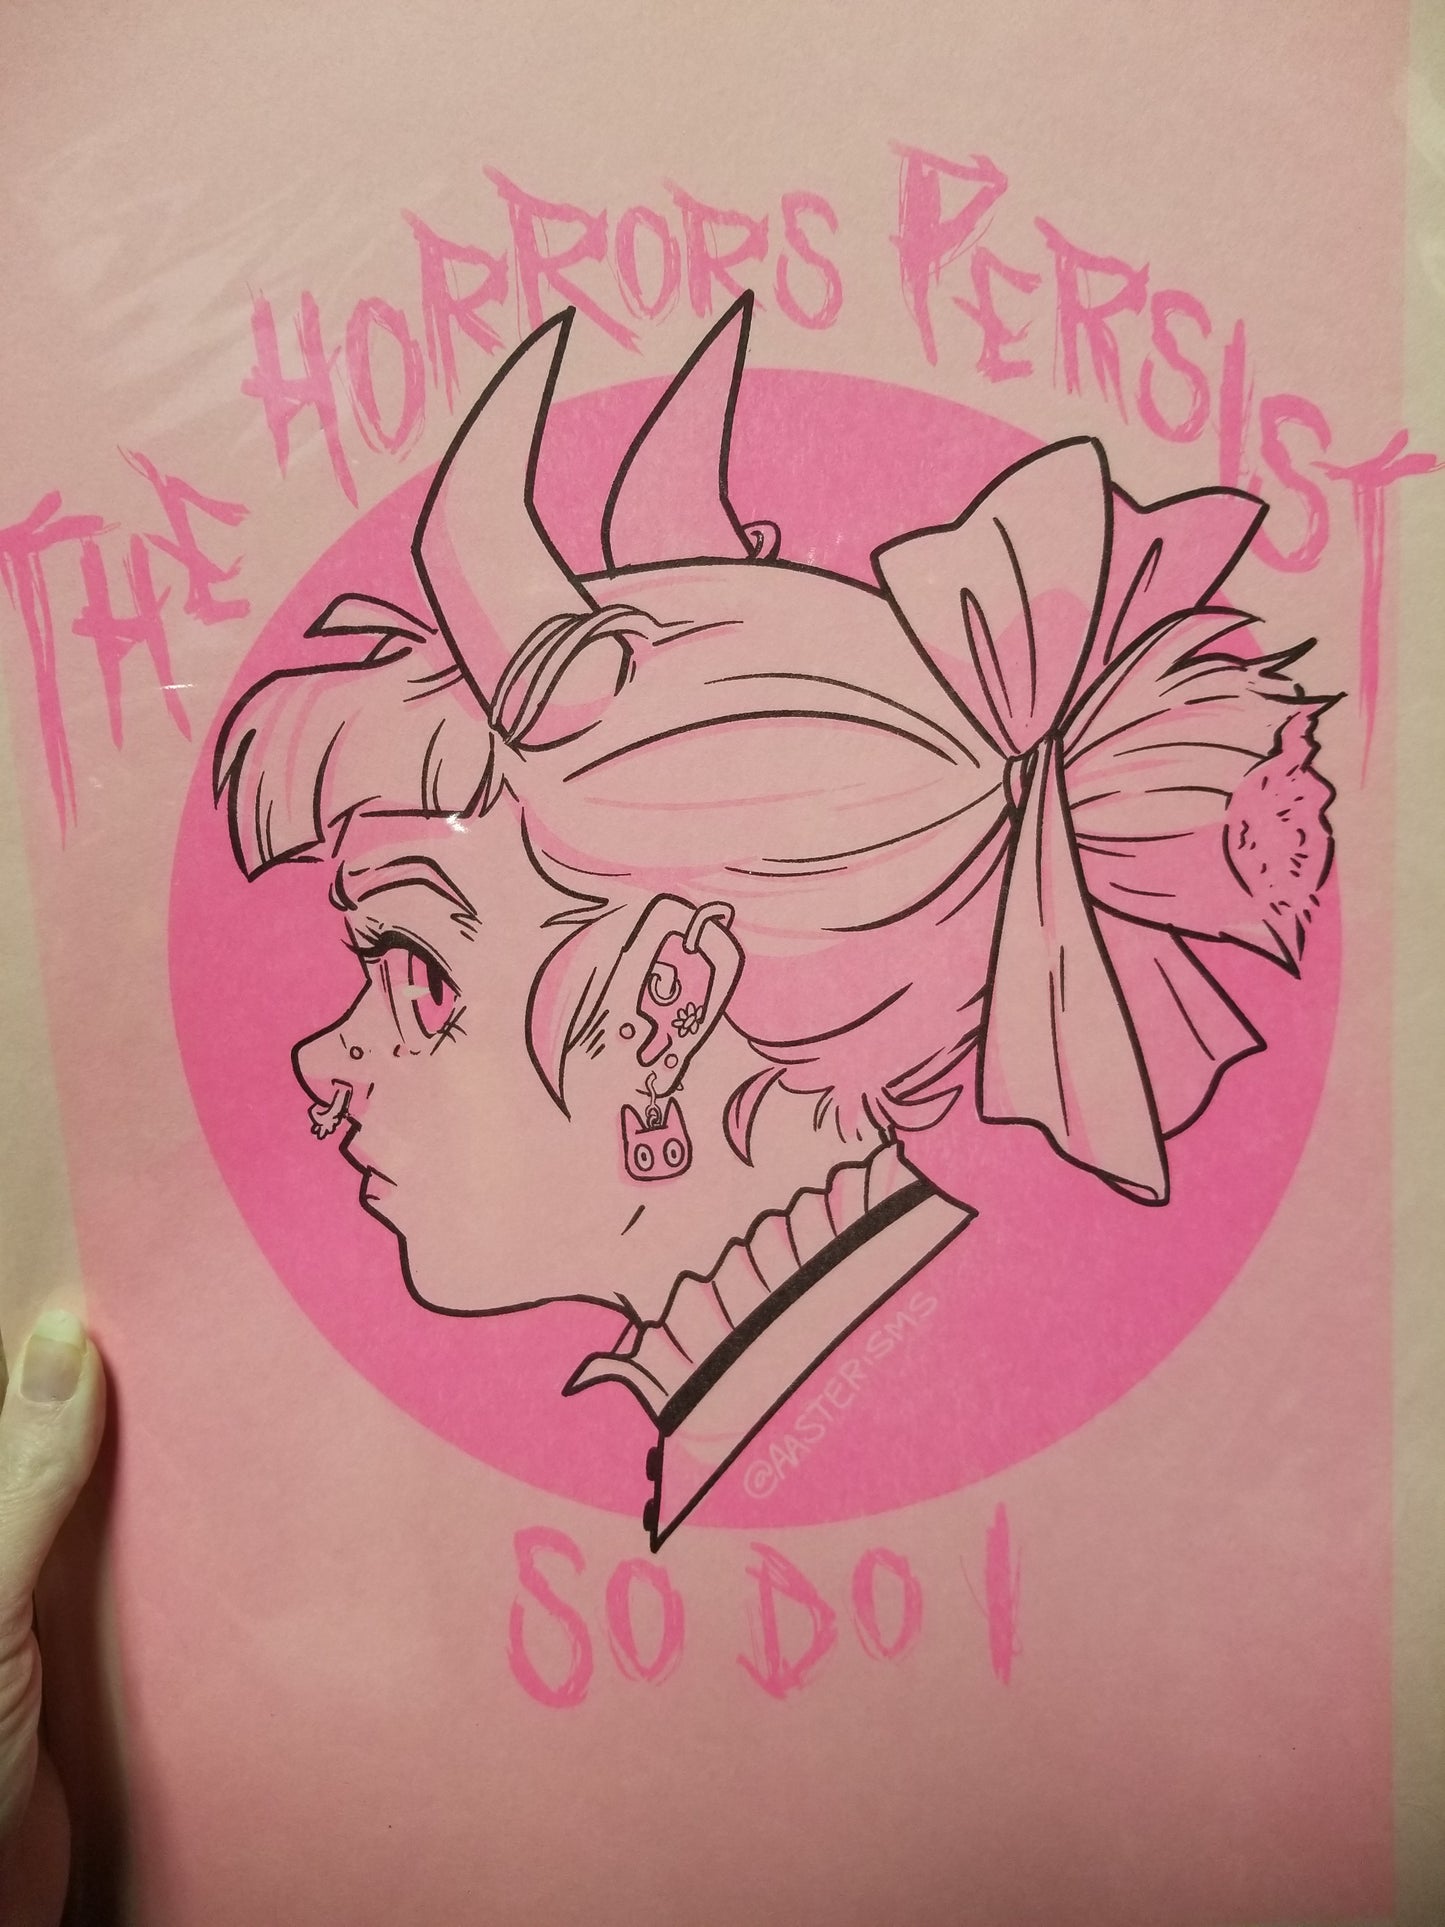 THE HORRORS PERSIST
@AASTERISMS
SO DO I